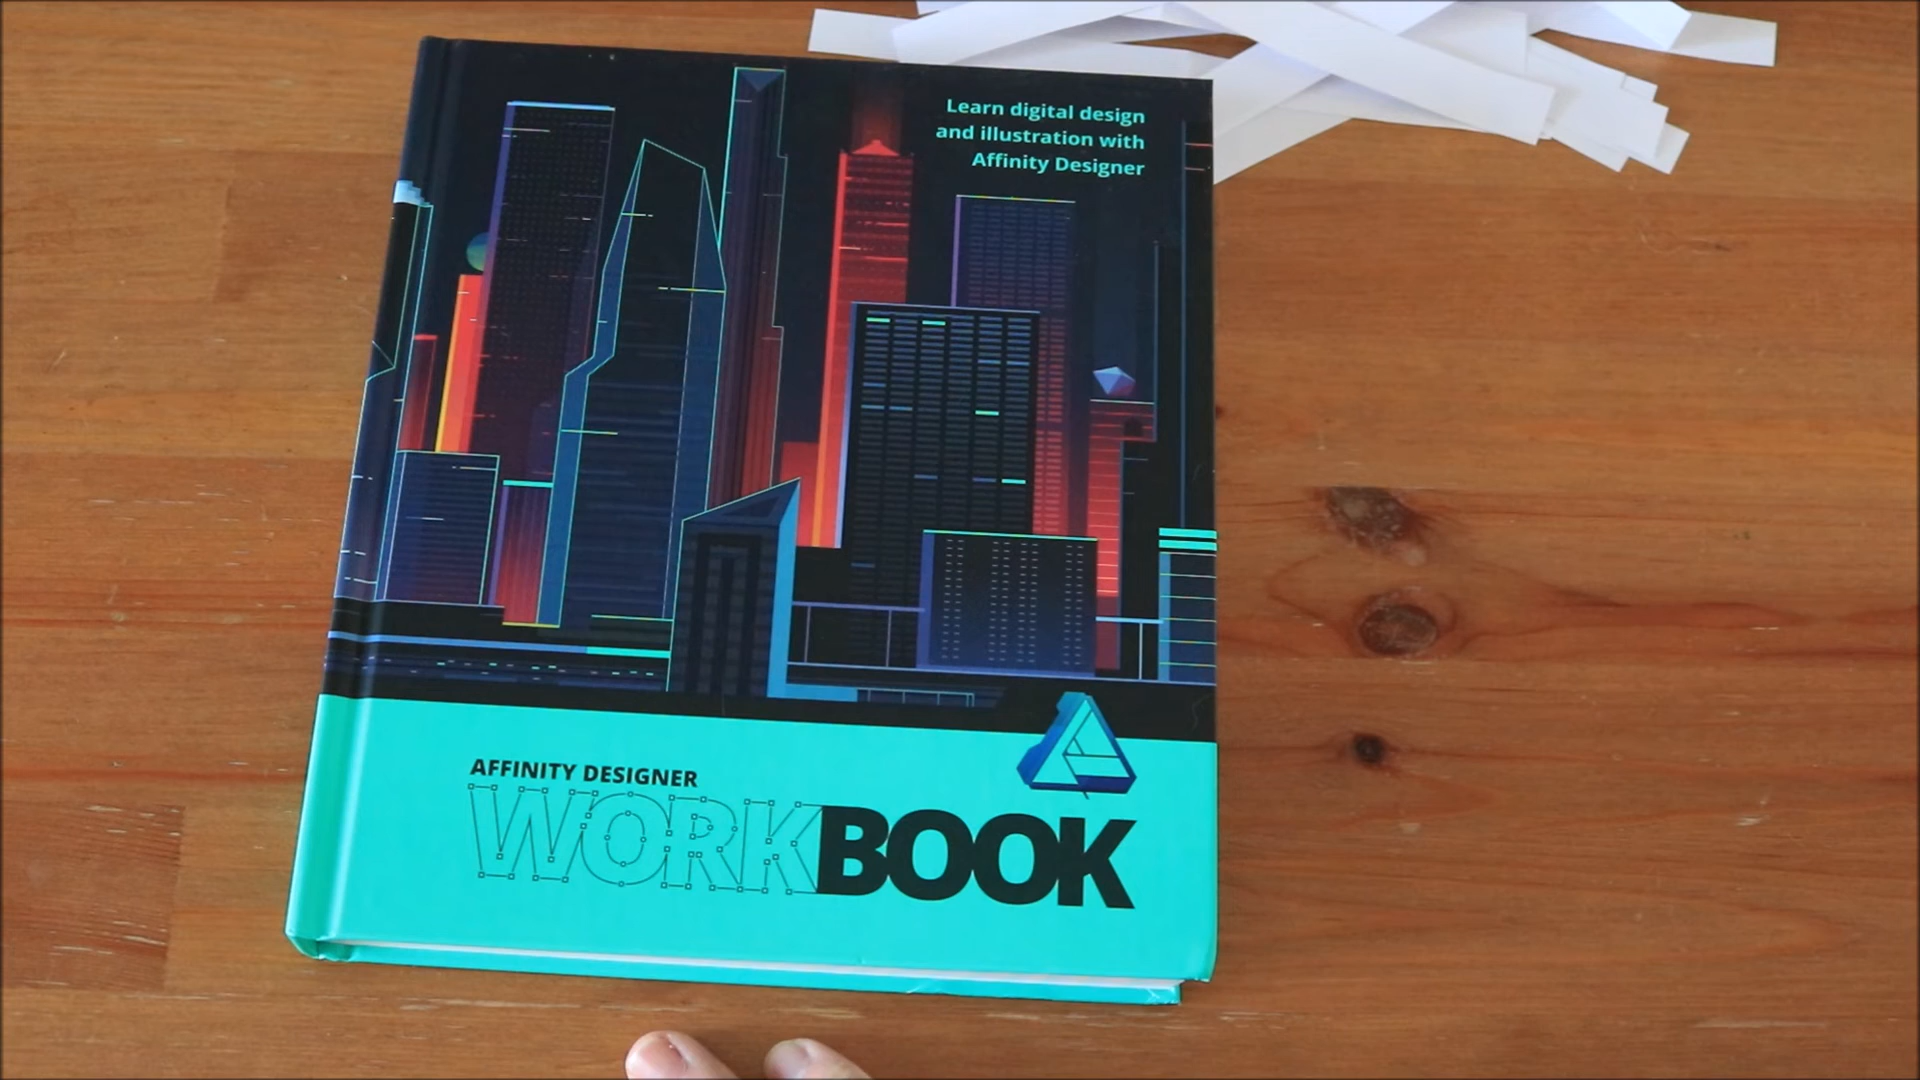 Learn digital design
and illustration with
Affinity Designer
AFFINITY DESIGNER
WORKBOOK